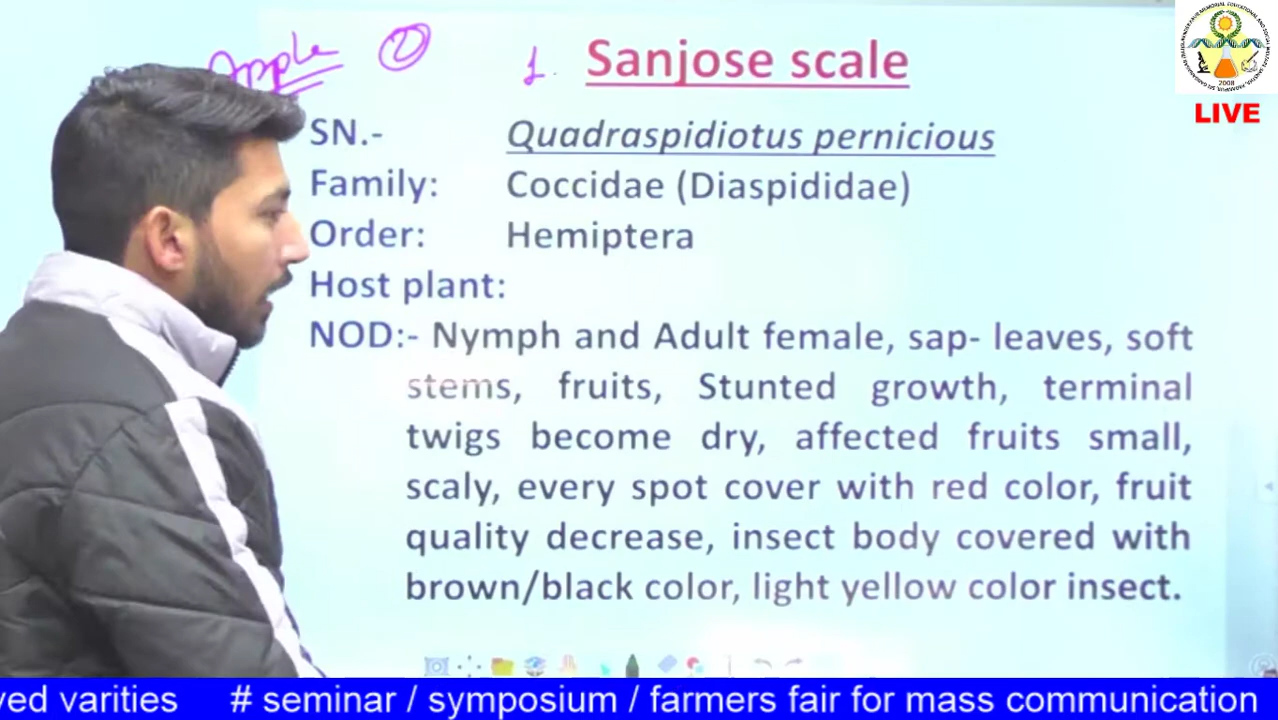 Apple ② 1. Sanjose scale
SN.- Quadraspidiotus pernicious
Family: Coccidae (Diaspididae)
Order: Hemiptera
Host plant:
NOD:- Nymph and Adult female, sap- leaves, soft
stems, fruits, Stunted growth, terminal
twigs become dry, affected fruits small,
scaly, every spot cover with red color, fruit
quality decrease, insect body covered with
brown/black color, light yellow color insect.
2008
LIVE
yed varities # seminar / symposium / farmers fair for mass communication